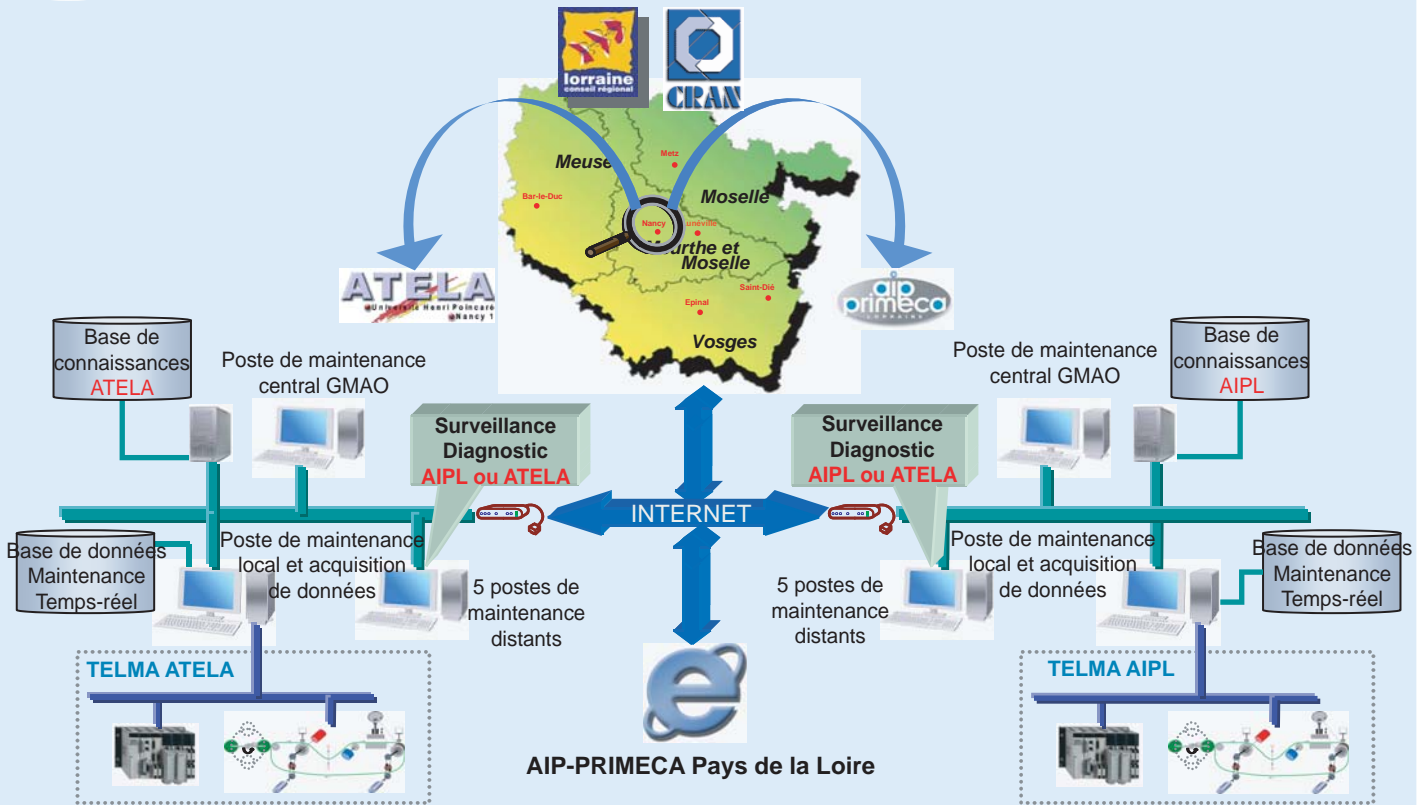 lorraine
conseil régional
CRAN
Meuse
Metz
Moselle
Bar-le-Duc
Nancy
unéville
Meurthe et
Moselle
Saint-Dié
Epinal
Vosges
ATELA
Université Henri Poincaré
Nancy 1
aip
primeca
LORRAINE
Base de
connaissances
ATELA
Poste de maintenance
central GMAO
Surveillance
Diagnostic
AIPL ou ATELA
Surveillance
Diagnostic
AIPL ou ATELA
Poste de maintenance
central GMAO
Base de
connaissances
AIPL
INTERNET
Base de données
Maintenance
Temps-réel
Poste de maintenance
local et acquisition
de données
5 postes de
maintenance
distants
5 postes de
maintenance
distants
Poste de maintenance
local et acquisition
de données
Base de données
Maintenance
Temps-réel
TELMA ATELA
TELMA AIPL
AIP-PRIMECA Pays de la Loire